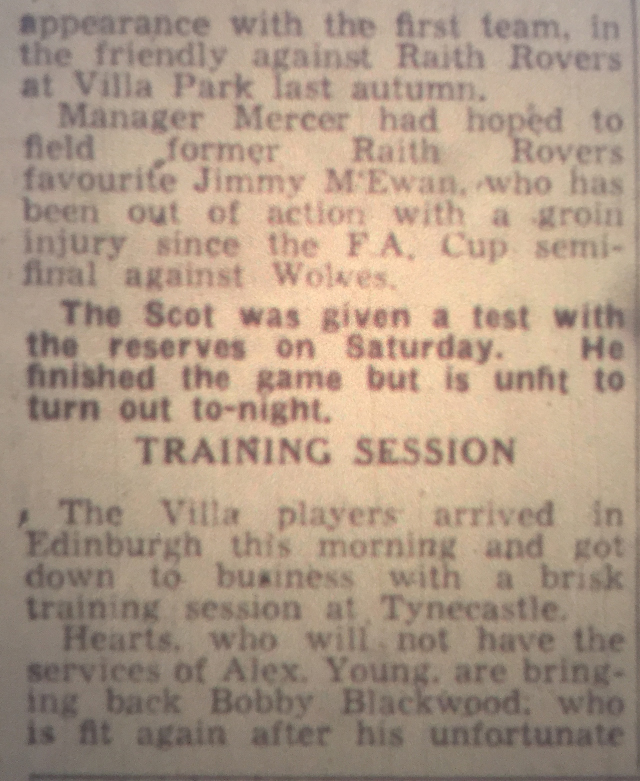 appearance with the first team, in
the friendly against Raith Rovers
at Villa Park last autumn.
Manager Mercer had hoped to
field former Raith Rovers
favourite Jimmy M'Ewan, who has
been out of action with a groin
injury since the F.A. Cup semi-
final against Wolves.
The Scot was given a test with
the reserves on Saturday. He
finished the game but is unfit to
turn out to-night.
TRAINING SESSION
The Villa players arrived in
Edinburgh this morning and got
down to business with a brisk
training session at Tynecastle.
Hearts, who will not have the
services of Alex. Young, are bring-
ing back Bobby Blackwood, who
is fit again after his unfortunate